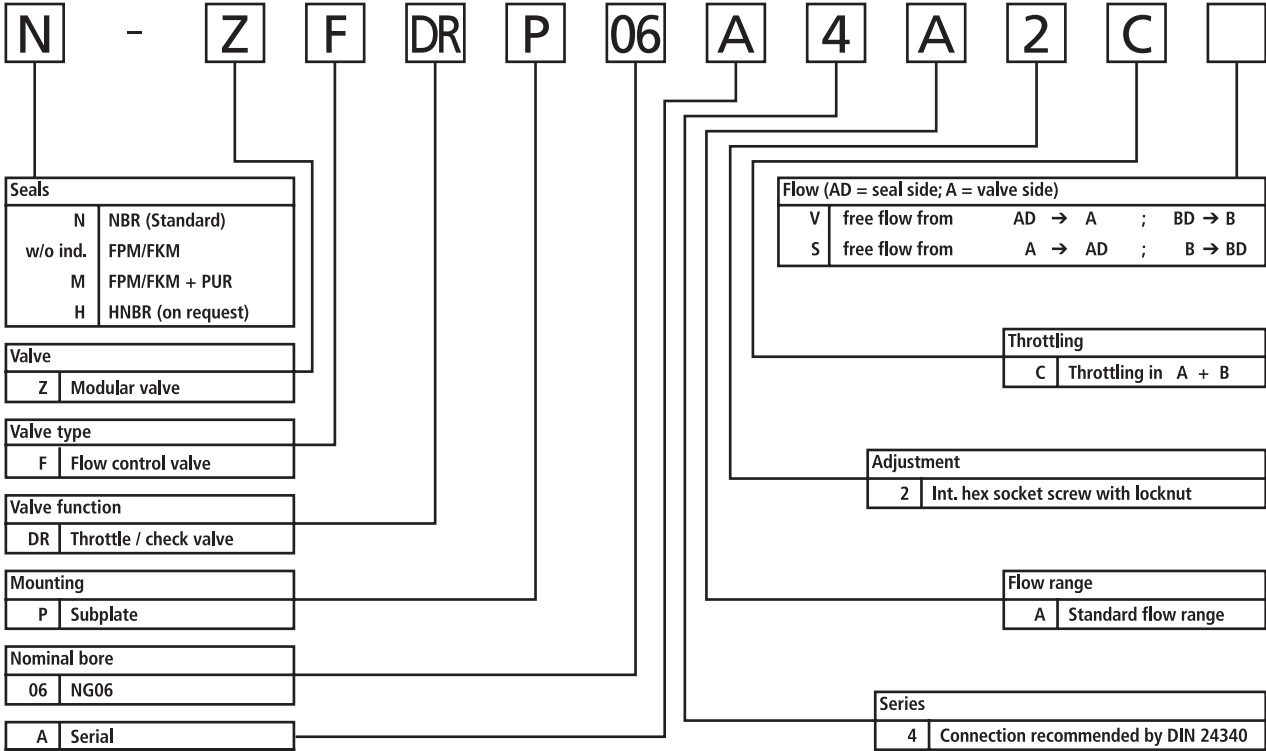 N - Z F DR P 06 A 4 A 2 C
Seals
N NBR (Standard)
w/o ind. FPM/FKM
M FPM/FKM + PUR
H HNBR (on request)
Valve
Z Modular valve
Valve type
F Flow control valve
Valve function
DR Throttle / check valve
Mounting
P Subplate
Nominal bore
06 NG06
A Serial
Flow (AD = seal side; A = valve side)
V free flow from AD → A ; BD → B
S free flow from A → AD ; B → BD
Throttling
C Throttling in A + B
Adjustment
2 Int. hex socket screw with locknut
Flow range
A Standard flow range
Series
4 Connection recommended by DIN 24340